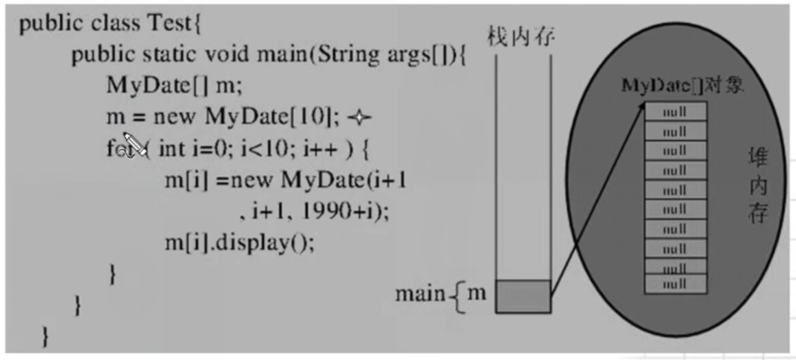 public class Test{
public static void main(String args[]){
MyDate[] m;
m = new MyDate[10];
for ( int i=0; i<10; i++ ) {
m[i] =new MyDate(i+1
, i+1, 1990+i);
m[i].display();
}
}
}
栈内存
main{ m
MyDate[]对象
null
null
null
null
null
null
null
null
null
null
堆内存